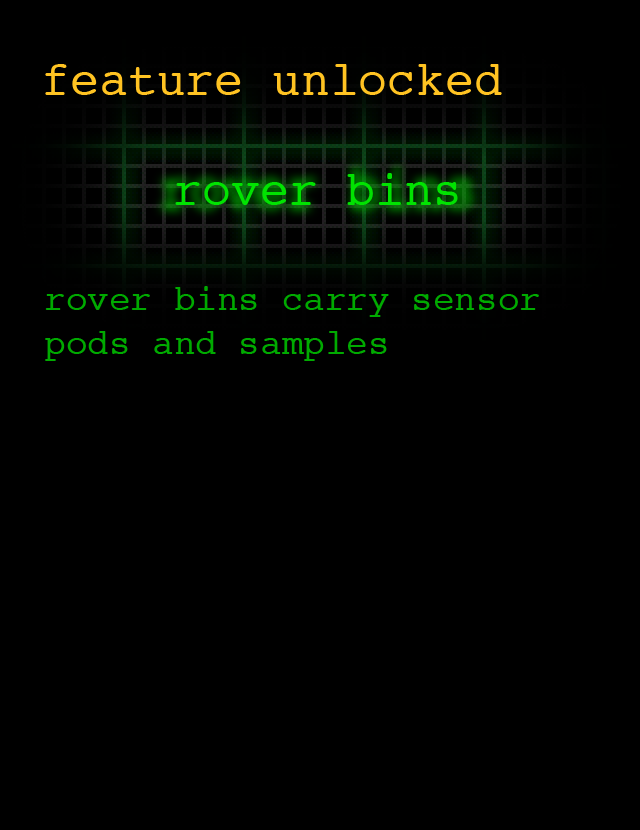 feature unlocked
rover bins
rover bins carry sensor
pods and samples